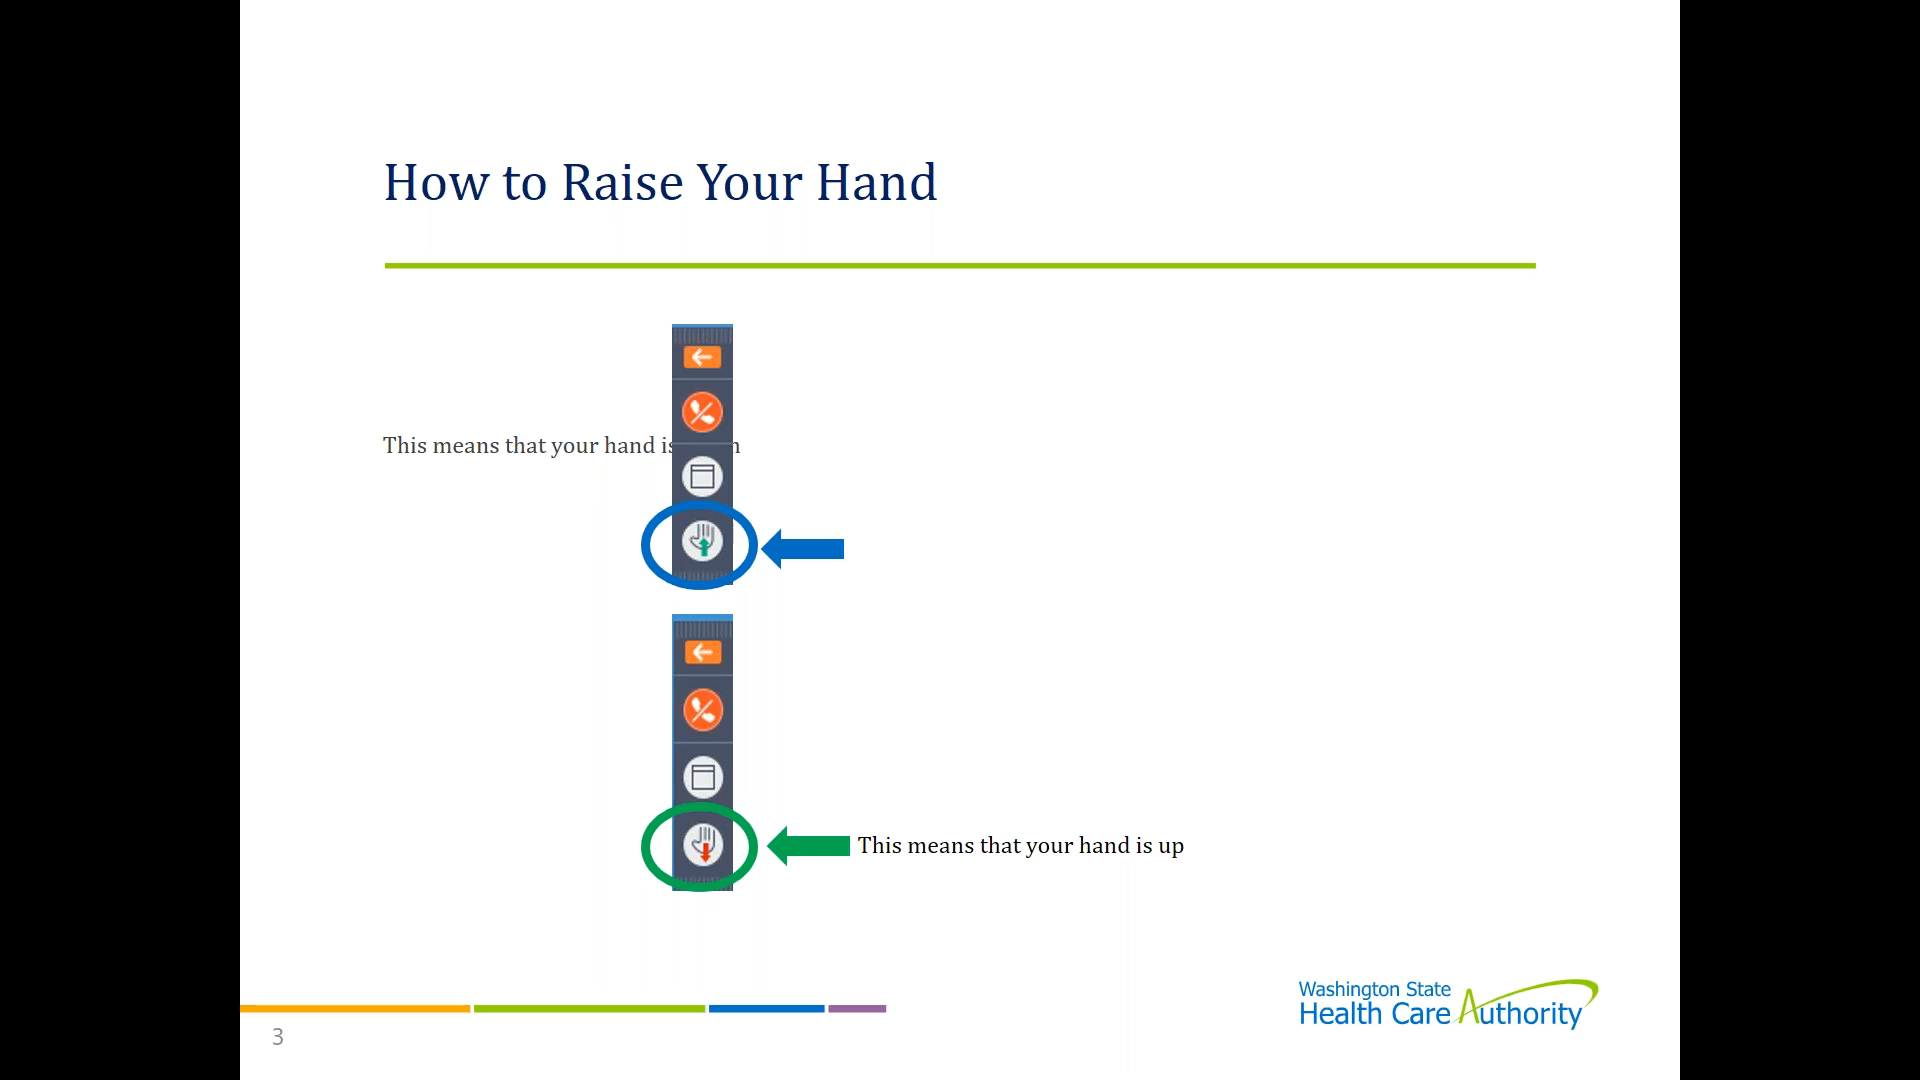 How to Raise Your Hand
This means that your hand is
This means that your hand is up
Washington State
Health Care Authority
3